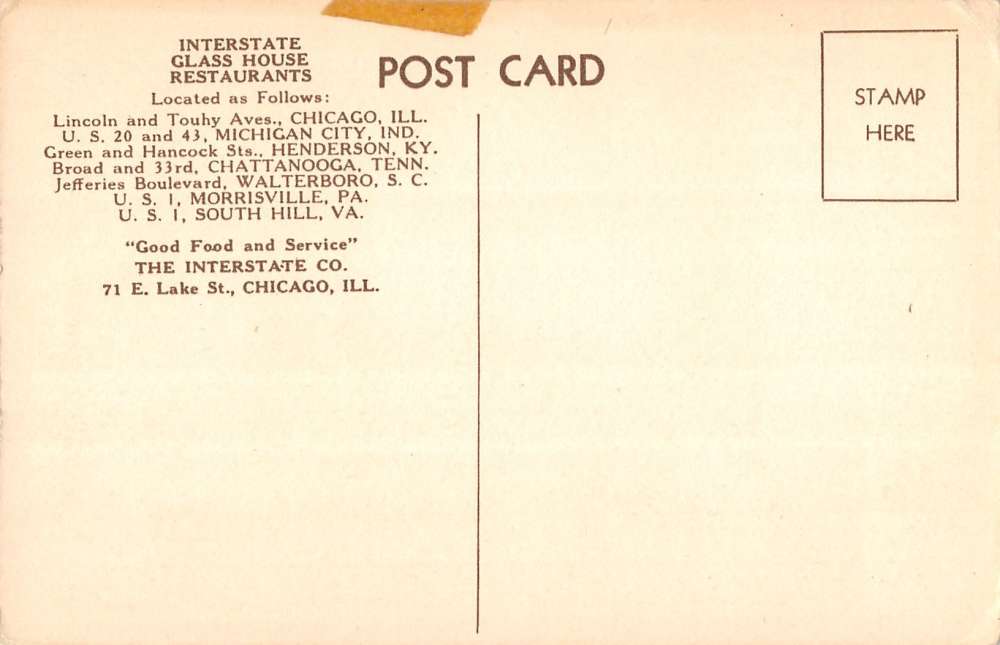 INTERSTATE
GLASS HOUSE
RESTAURANTS
Located as Follows:
Lincoln and Touhy Aves., CHICAGO, ILL.
U. S. 20 and 43, MICHIGAN CITY, IND.
Green and Hancock Sts., HENDERSON, KY.
Broad and 33rd, CHATTANOOGA, TENN.
Jefferies Boulevard, WALTERBORO, S. C.
U. S. 1, MORRISVILLE, PA.
U. S. 1, SOUTH HILL, VA.
"Good Food and Service"
THE INTERSTATE CO.
71 E. Lake St., CHICAGO, ILL.
POST CARD
STAMP
HERE